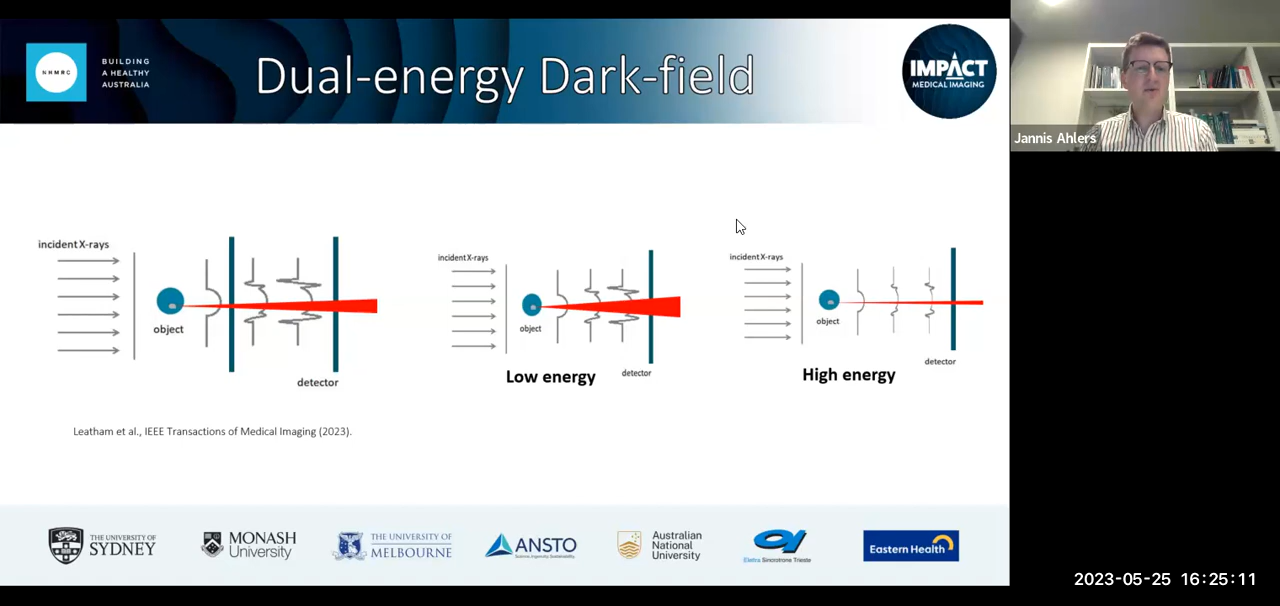 NHMRC
BUILDING
A HEALTHY
AUSTRALIA
Dual-energy Dark-field
IMPACT
MEDICAL IMAGING
Jannis Ahlers
incident X-rays
object
detector
incident X-rays
object
detector
Low energy
incident X-rays
object
detector
High energy
Leatham et al., IEEE Transactions of Medical Imaging (2023).
THE UNIVERSITY OF
SYDNEY
MONASH
University
THE UNIVERSITY OF
MELBOURNE
ANSTO
Australian
National
University
Elettra Sincrotrone Trieste
Eastern Health
2023-05-25 16:25:11